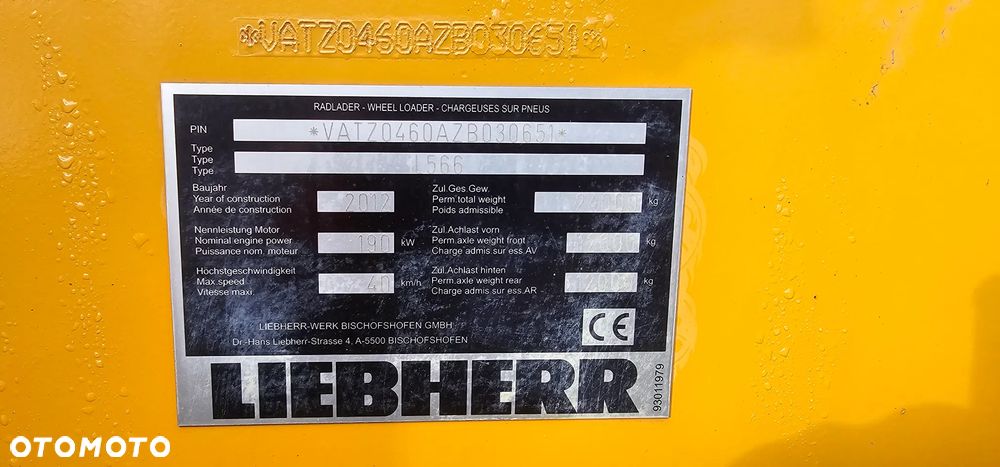 *VATZ0460AZB030651*
RADLADER - WHEEL LOADER - CHARGEUSES SUR PNEUS
PIN *VATZ0460AZB030651*
Type
Type L566
Type
Baujahr
Year of construction 2012
Année de construction
Nennleistung Motor
Nominal engine power 190 kW
Puissance nom. moteur
Höchstgeschwindigkeit
Max.speed 40 km/h
Vitesse maxi.
Zul.Ges.Gew.
Perm.total weight kg
Poids admissible
Zul.Achlast vorn
Perm.axle weight front kg
Charge admis.sur ess.AV
Zul.Achlast hinten
Perm.axle weight rear kg
Charge admis sur ess.AR
LIEBHERR-WERK BISCHOFSHOFEN GMBH
Dr.-Hans Liebherr-Strasse 4, A-5500 BISCHOFSHOFEN
CE
LIEBHERR
93011979
OTOMOTO